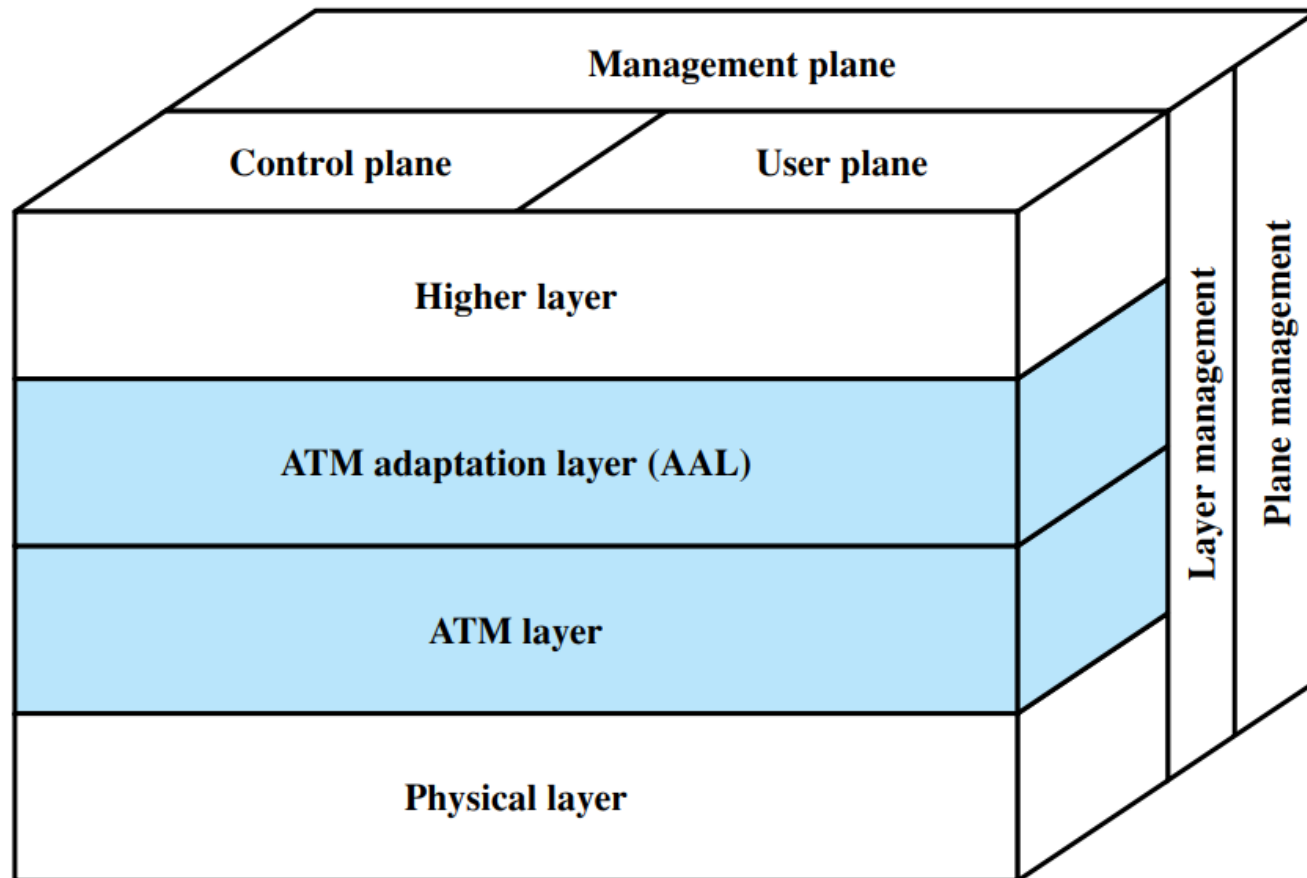 Management plane
Control plane
User plane
Higher layer
ATM adaptation layer (AAL)
ATM layer
Physical layer
Layer management
Plane management